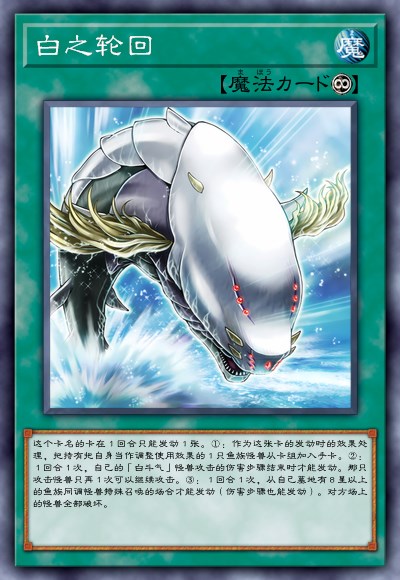 白之轮回
魔
【魔法カード】
まほう
这个卡名的卡在1回合只能发动1张。①：作为这张卡的发动时的效果处
理，把持有把自身当作调整使用效果的1只鱼族怪兽从卡组加入手卡。②：
1回合1次，自己的「白斗气」怪兽攻击的伤害步骤结束时才能发动。那只
攻击怪兽只再1次可以继续攻击。③：1回合1次，从自己墓地有8星以上
的鱼族同调怪兽特殊召唤的场合才能发动（伤害步骤也能发动）。对方场上
的怪兽全部破坏。